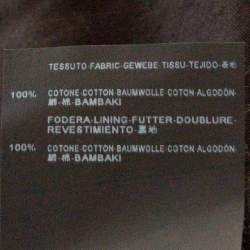 TESSUTO-FABRIC-GEWEBE-TISSU-TEJIDO-表地
100% COTONE-COTTON-BAUMWOLLE-COTON ALGODÓN-
綿-棉-BAMBAKI
FODERA-LINING-FUTTER-DOUBLURE-
REVESTIMIENTO-裏地
100% COTONE-COTTON-BAUMWOLLE-COTON ALGODÓN-
綿-棉-BAMBAKI